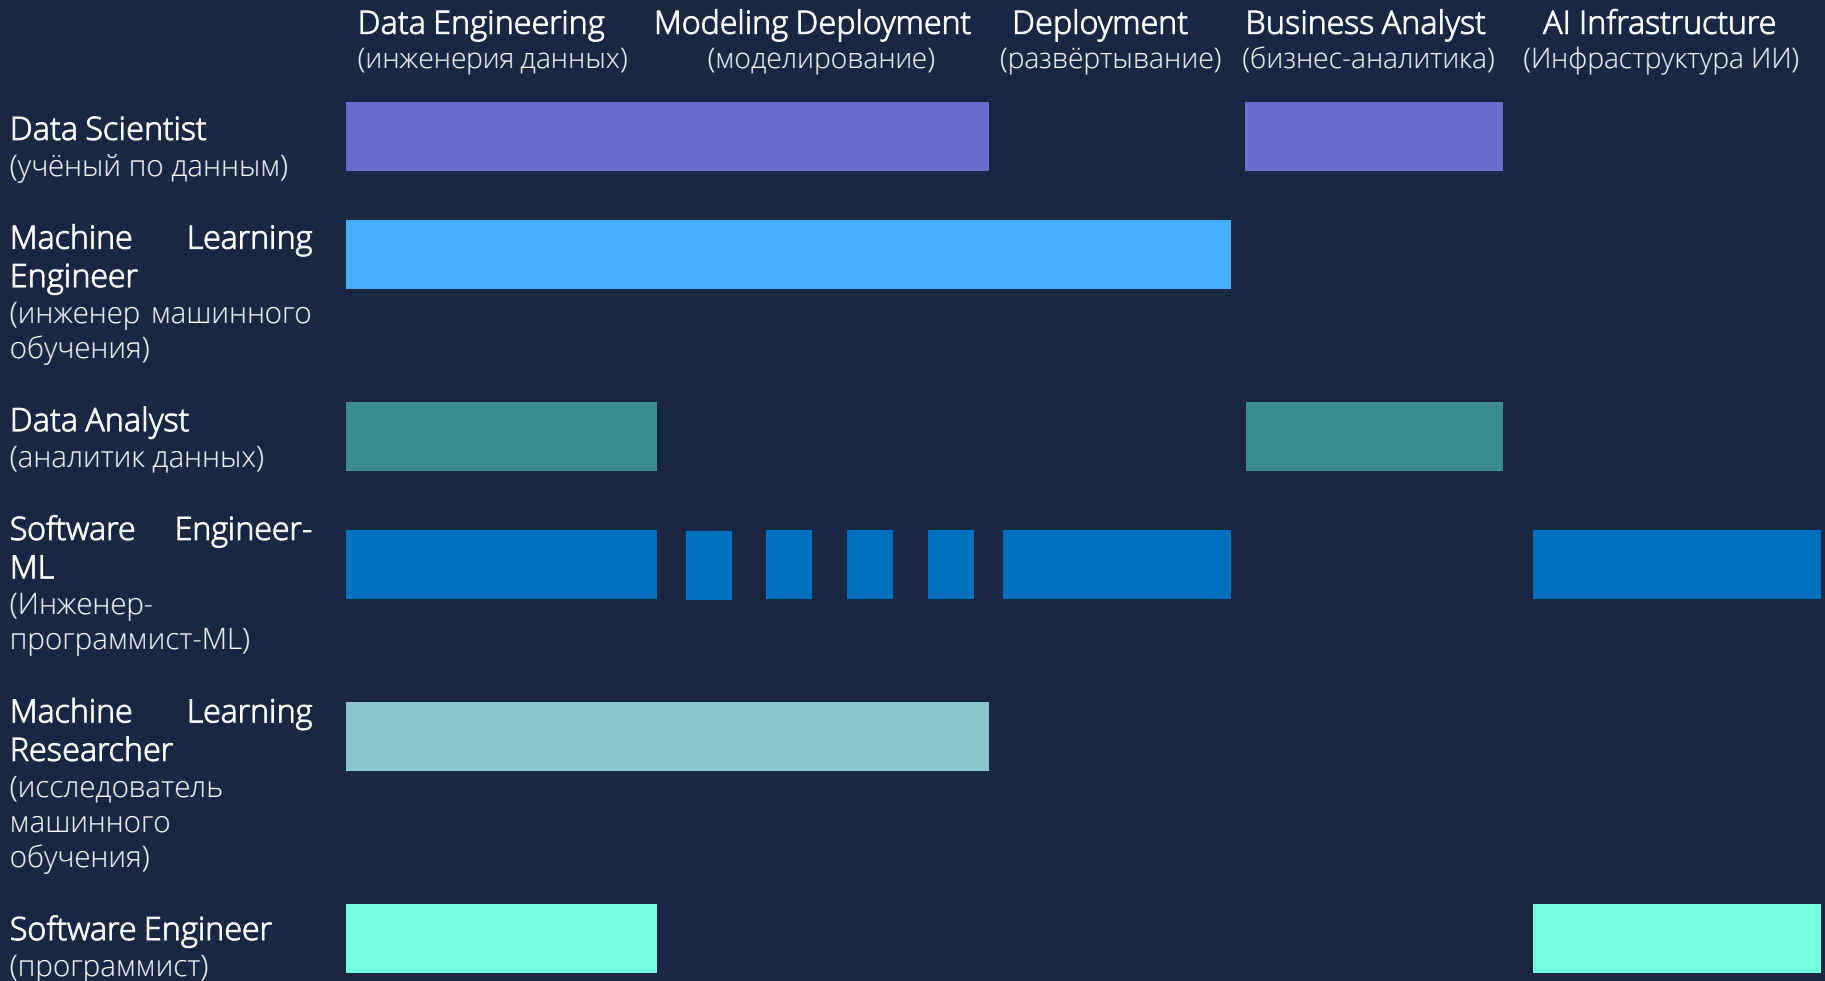 Data Engineering
(инженерия данных)
Modeling Deployment
(моделирование)
Deployment
(развёртывание)
Business Analyst
(бизнес-аналитика)
AI Infrastructure
(Инфраструктура ИИ)
Data Scientist
(учёный по данным)
Machine Learning
Engineer
(инженер машинного
обучения)
Data Analyst
(аналитик данных)
Software Engineer-
ML
(Инженер-
программист-ML)
Machine Learning
Researcher
(исследователь
машинного
обучения)
Software Engineer
(программист)